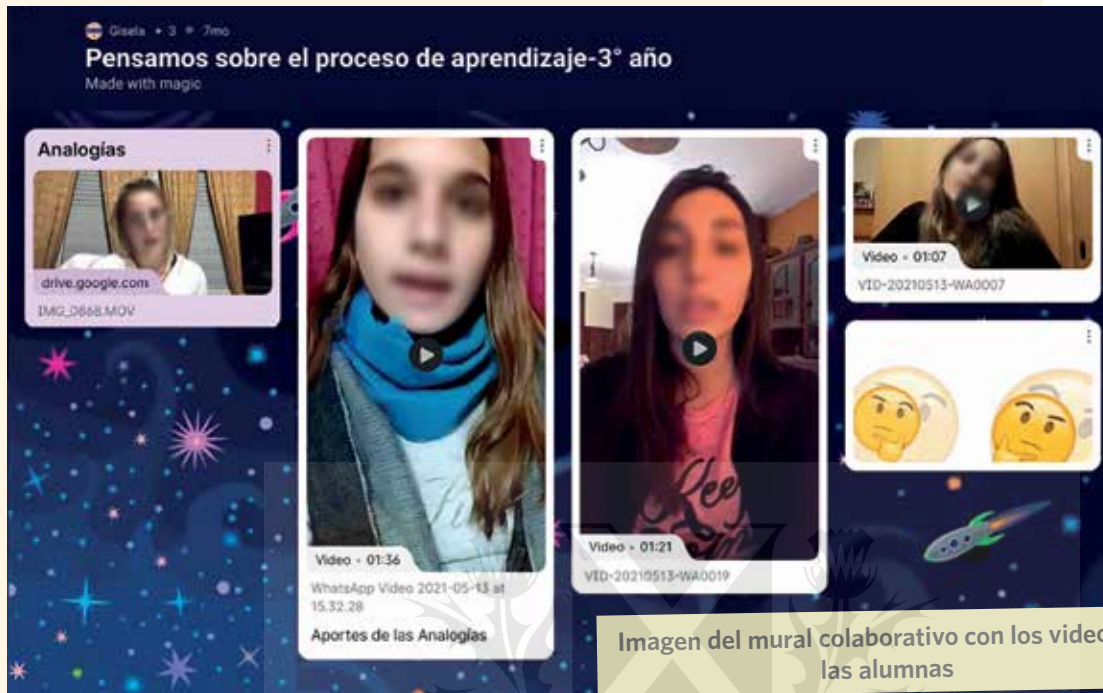 Gisela • 3 • 7mo
Pensamos sobre el proceso de aprendizaje-3° año
Made with magic
Analogías
drive.google.com
IMG_0868.MOV
Video • 01:36
WhatsApp Video 2021-05-13 at
15.32.28
Aportes de las Analogías
Video • 01:21
VID-20210513-WA0019
Video • 01:07
VID-20210513-WA0007
Imagen del mural colaborativo con los video
las alumnas